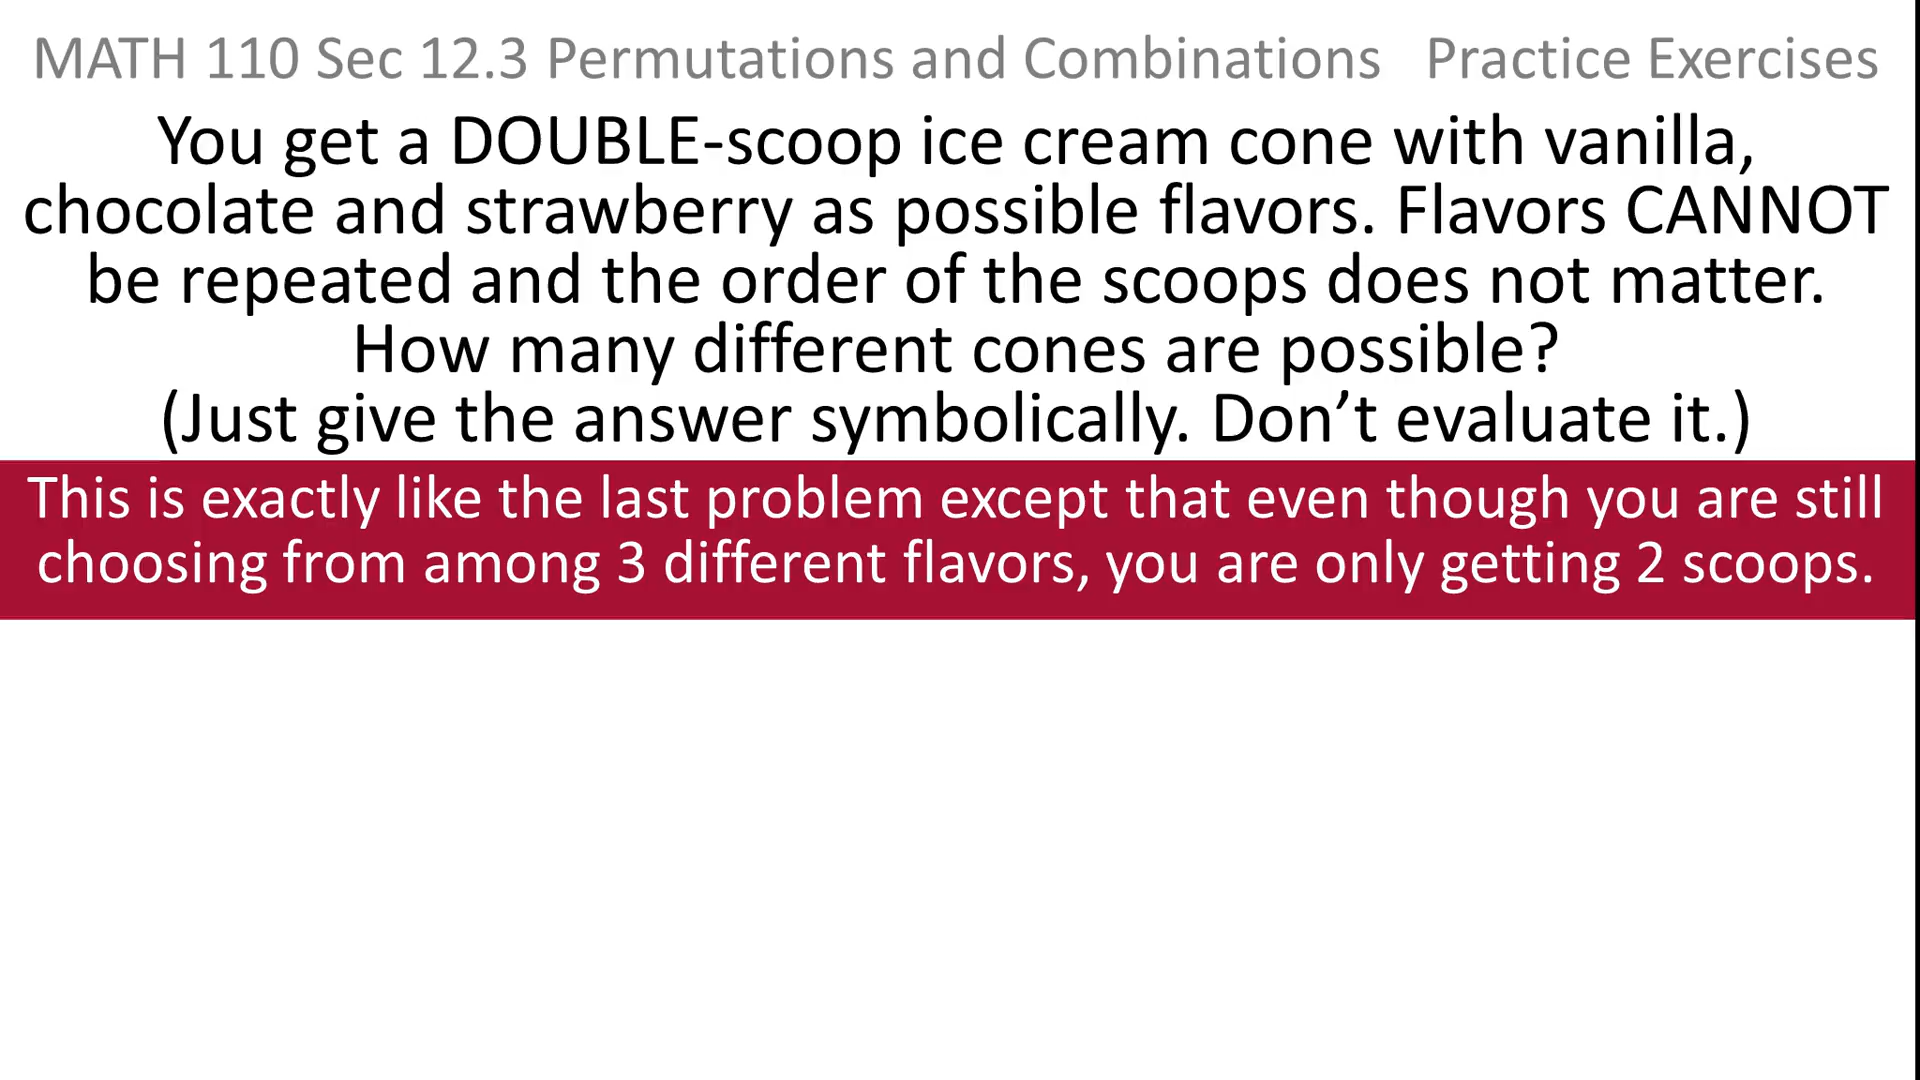 MATH 110 Sec 12.3 Permutations and Combinations   Practice Exercises
You get a DOUBLE-scoop ice cream cone with vanilla,
chocolate and strawberry as possible flavors. Flavors CANNOT
be repeated and the order of the scoops does not matter.
How many different cones are possible?
(Just give the answer symbolically. Don’t evaluate it.)
This is exactly like the last problem except that even though you are still
choosing from among 3 different flavors, you are only getting 2 scoops.